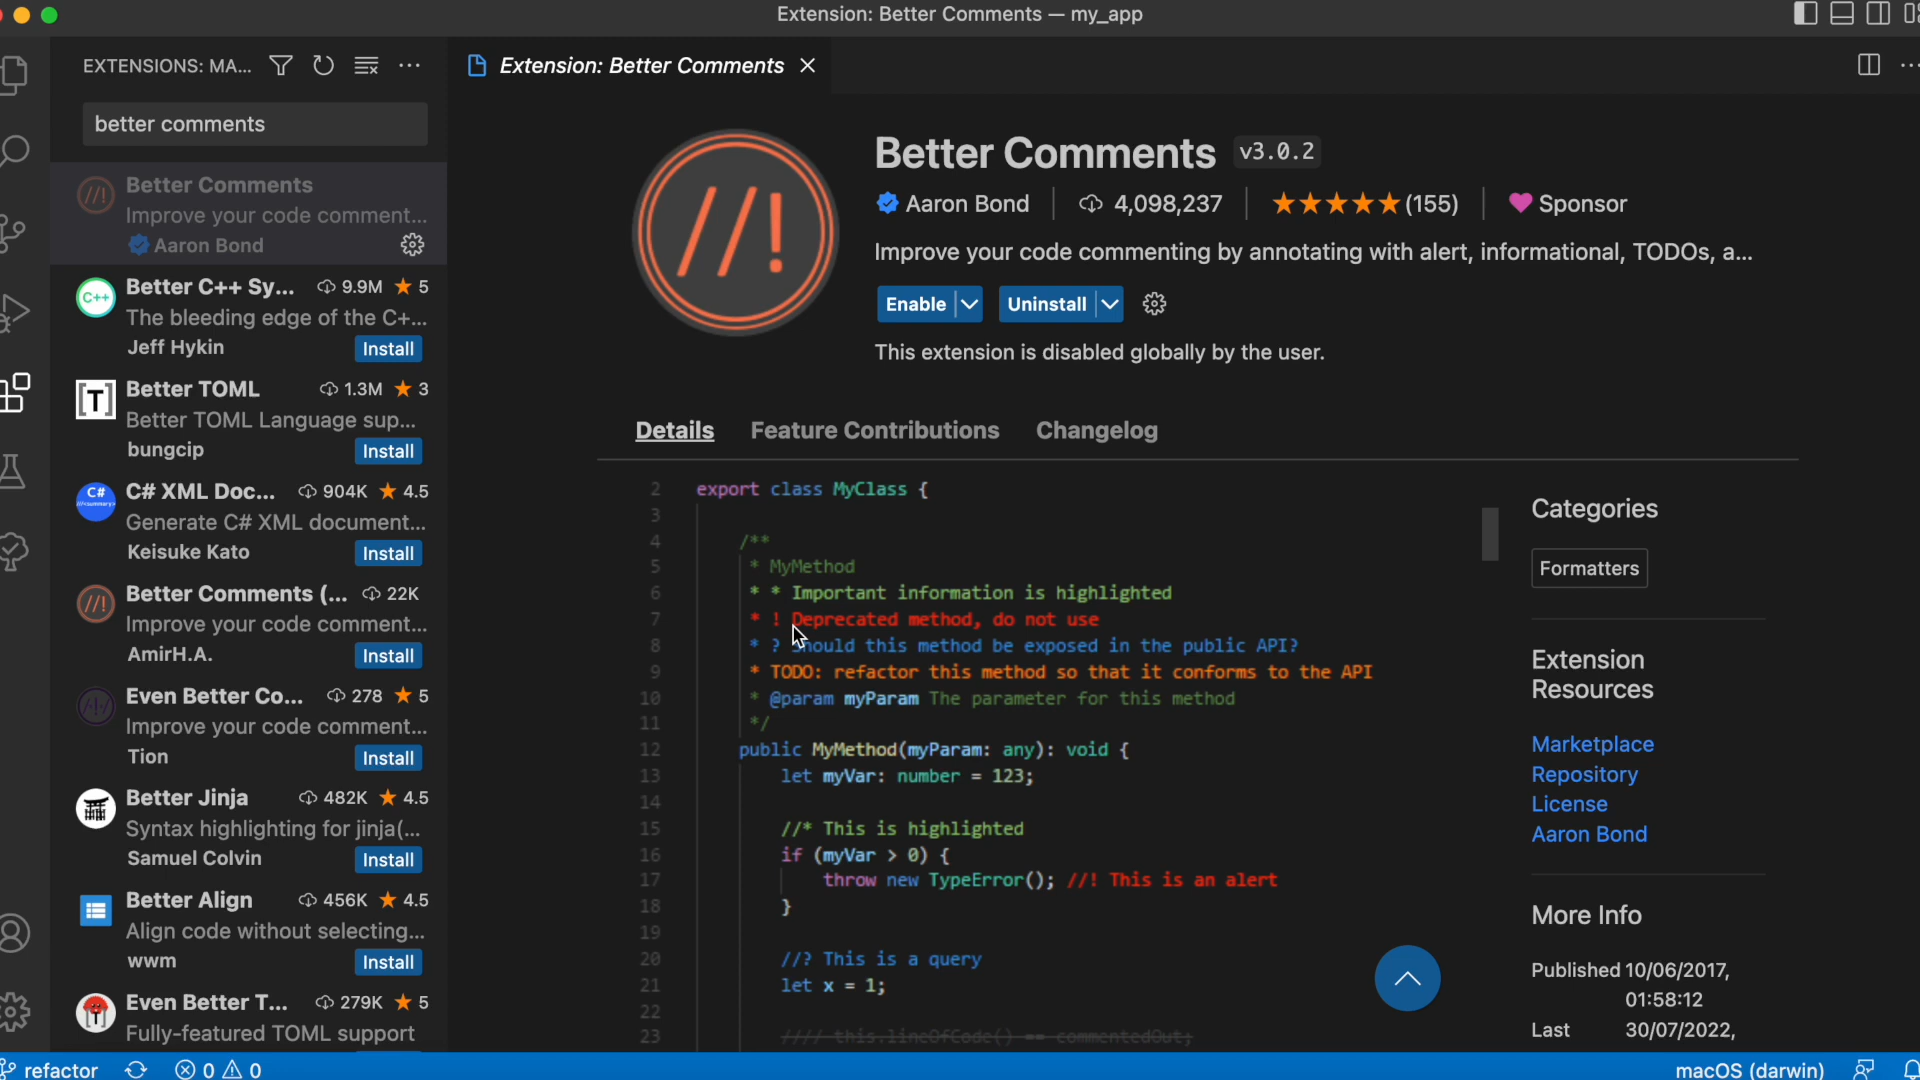 Extension: Better Comments — my_app
EXTENSIONS: MA...
Extension: Better Comments
better comments
Better Comments
Improve your code comment...
Aaron Bond
C++
Better C++ Sy... 9.9M 5
The bleeding edge of the C+...
Jeff Hykin
Install
[T]
Better TOML 1.3M 3
Better TOML Language sup...
bungcip
Install
C#
C# XML Doc... 904K 4.5
Generate C# XML document...
Keisuke Kato
Install
//!
Better Comments (... 22K
Improve your code comment...
AmirH.A.
Install
Even Better Co... 278 5
Improve your code comment...
Tion
Install
Better Jinja 482K 4.5
Syntax highlighting for jinja(...
Samuel Colvin
Install
Better Align 456K 4.5
Align code without selecting...
wwm
Install
Even Better T... 279K 5
Fully-featured TOML support
//!
Better Comments v3.0.2
Aaron Bond 4,098,237 (155) Sponsor
Improve your code commenting by annotating with alert, informational, TODOs, a...
Enable Uninstall
This extension is disabled globally by the user.
Details Feature Contributions Changelog
2 export class MyClass {
3
4 /**
5 * MyMethod
6 * * Important information is highlighted
7 * ! Deprecated method, do not use
8 * ? Should this method be exposed in the public API?
9 * TODO: refactor this method so that it conforms to the API
10 * @param myParam The parameter for this method
11 */
12 public MyMethod(myParam: any): void {
13 let myVar: number = 123;
14
15 //* This is highlighted
16 if (myVar > 0) {
17 throw new TypeError(); //! This is an alert
18 }
19
20 //? This is a query
21 let x = 1;
22
23 //// this.lineOfCode() == commentedOut;
Categories
Formatters
Extension
Resources
Marketplace
Repository
License
Aaron Bond
More Info
Published 10/06/2017,
01:58:12
Last 30/07/2022,
refactor 0 0 macOS (darwin)